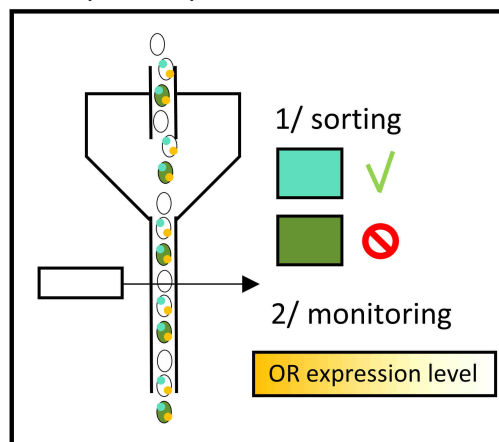 1/ sorting
2/ monitoring
OR expression level